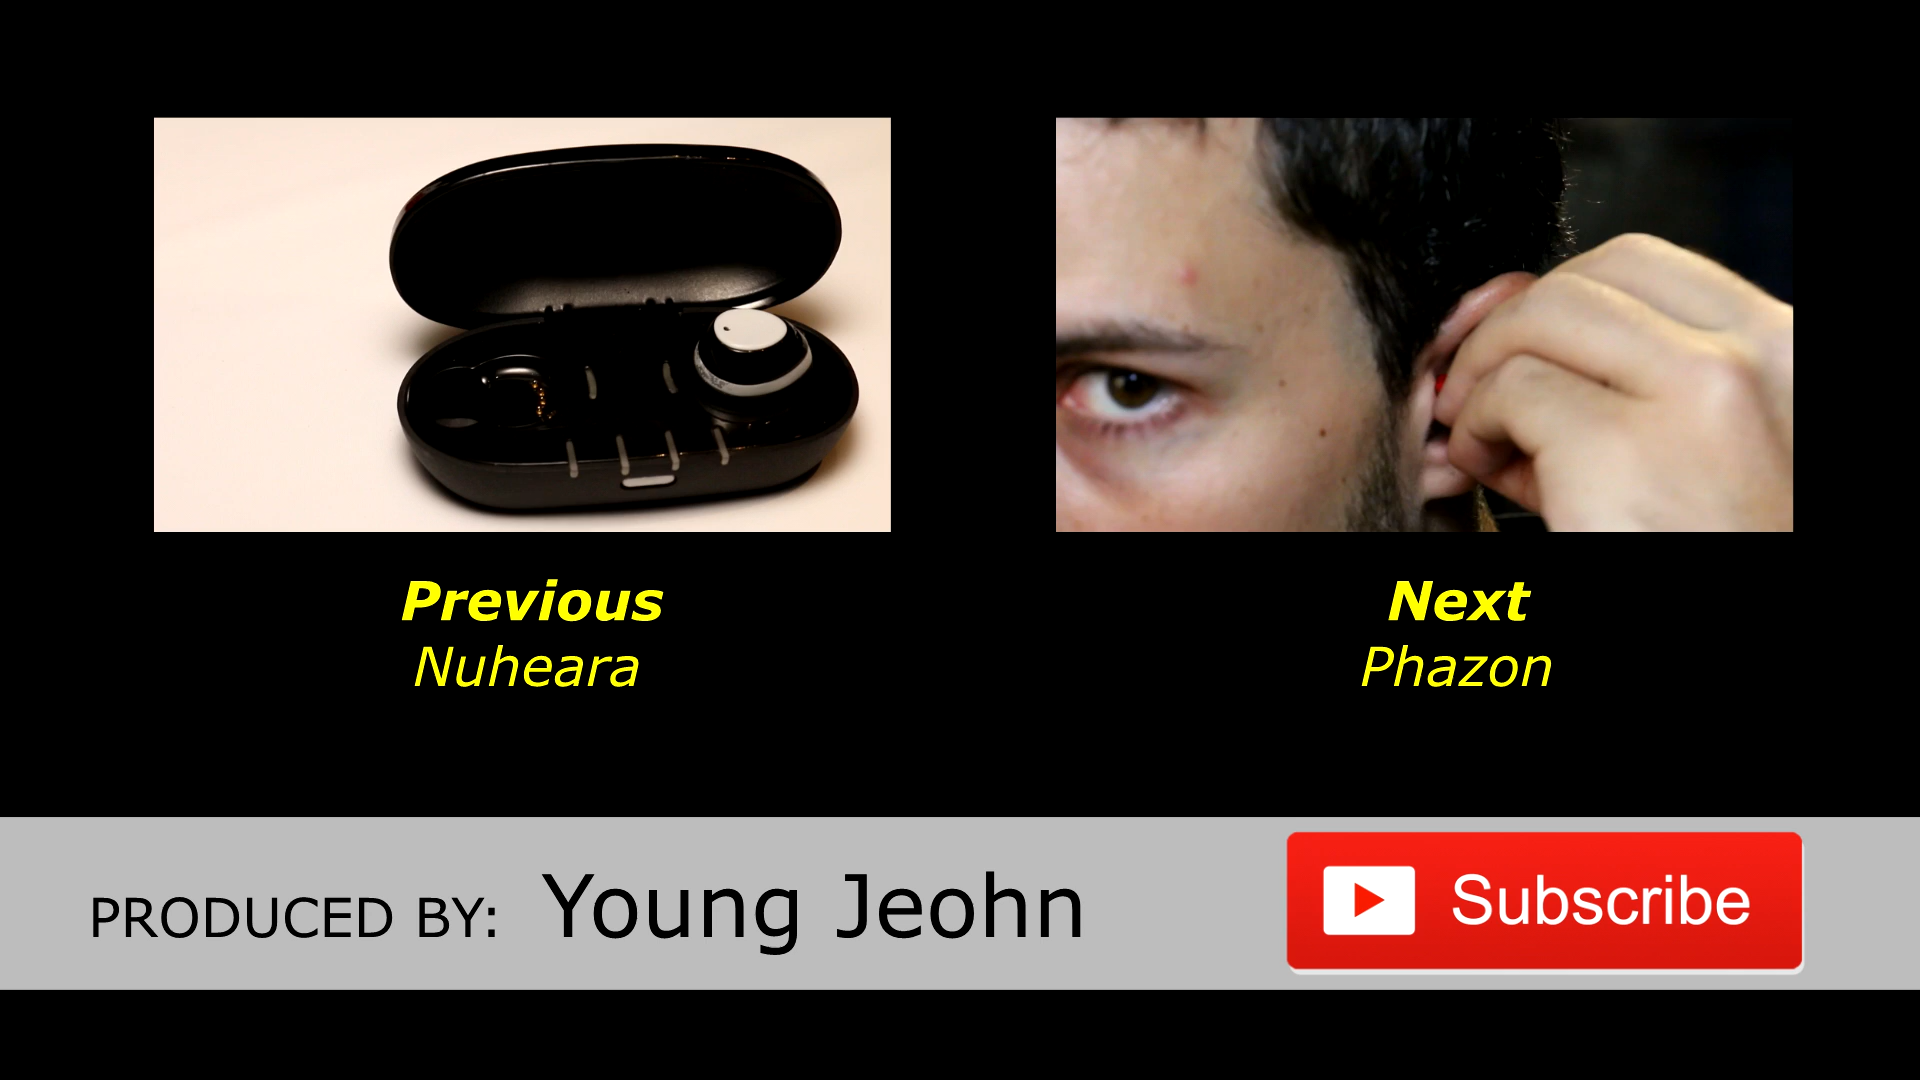 Previous
Nuheara
Next
Phazon
PRODUCED BY: Young Jeohn
Subscribe